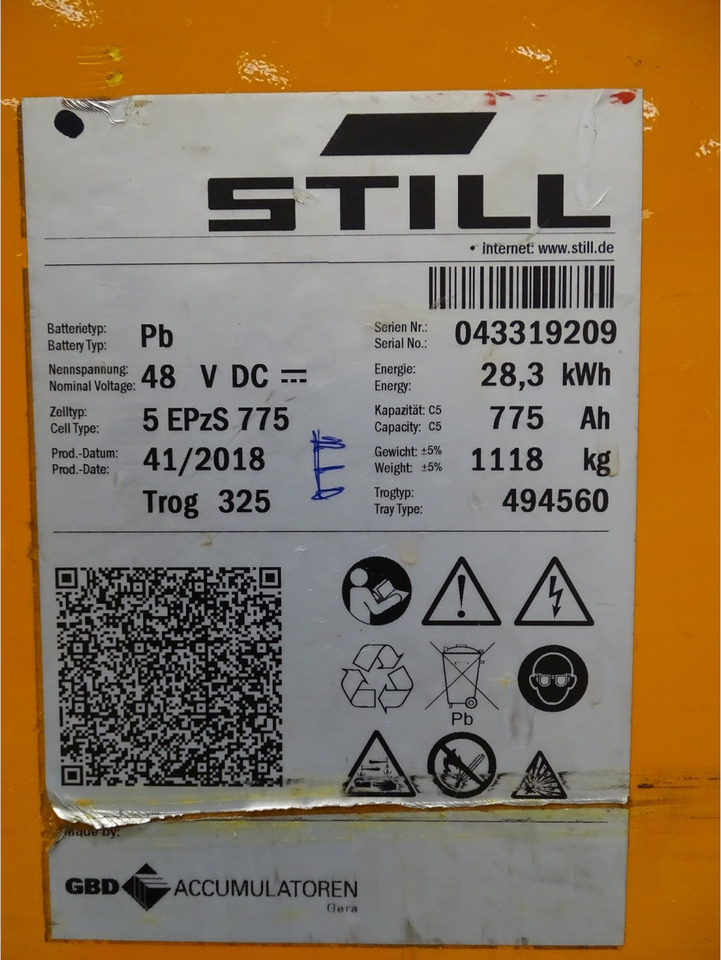 STILL
• Internet: www.still.de
Batterietyp: Pb
Battery Typ:
Serien Nr.: 043319209
Serial No.:
Nennspannung: 48 V DC
Nominal Voltage:
Energie: 28,3 kWh
Energy:
Zelltyp: 5 EPzS 775
Cell Type:
Kapazität: C5 775 Ah
Capacity: C5
Prod.-Datum: 41/2018
Prod.-Date:
Gewicht: ±5% 1118 kg
Weight: ±5%
Trog 325
Trogtyp: 494560
Tray Type:
Pb
Made by:
GBD ACCUMULATOREN
Gera